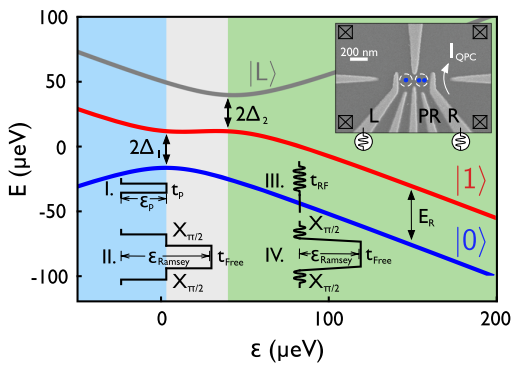 100
50
0
-50
-100
E (μeV)
0
100
200
ε (μeV)
|L⟩
2Δ₂
2Δ₁
200 nm
I QPC
L
PR R
I.
εp
tp
II.
Xπ/2
εRamsey
tFree
Xπ/2
III.
tRF
IV.
Xπ/2
εRamsey
tFree
Xπ/2
ER
|1⟩
|0⟩